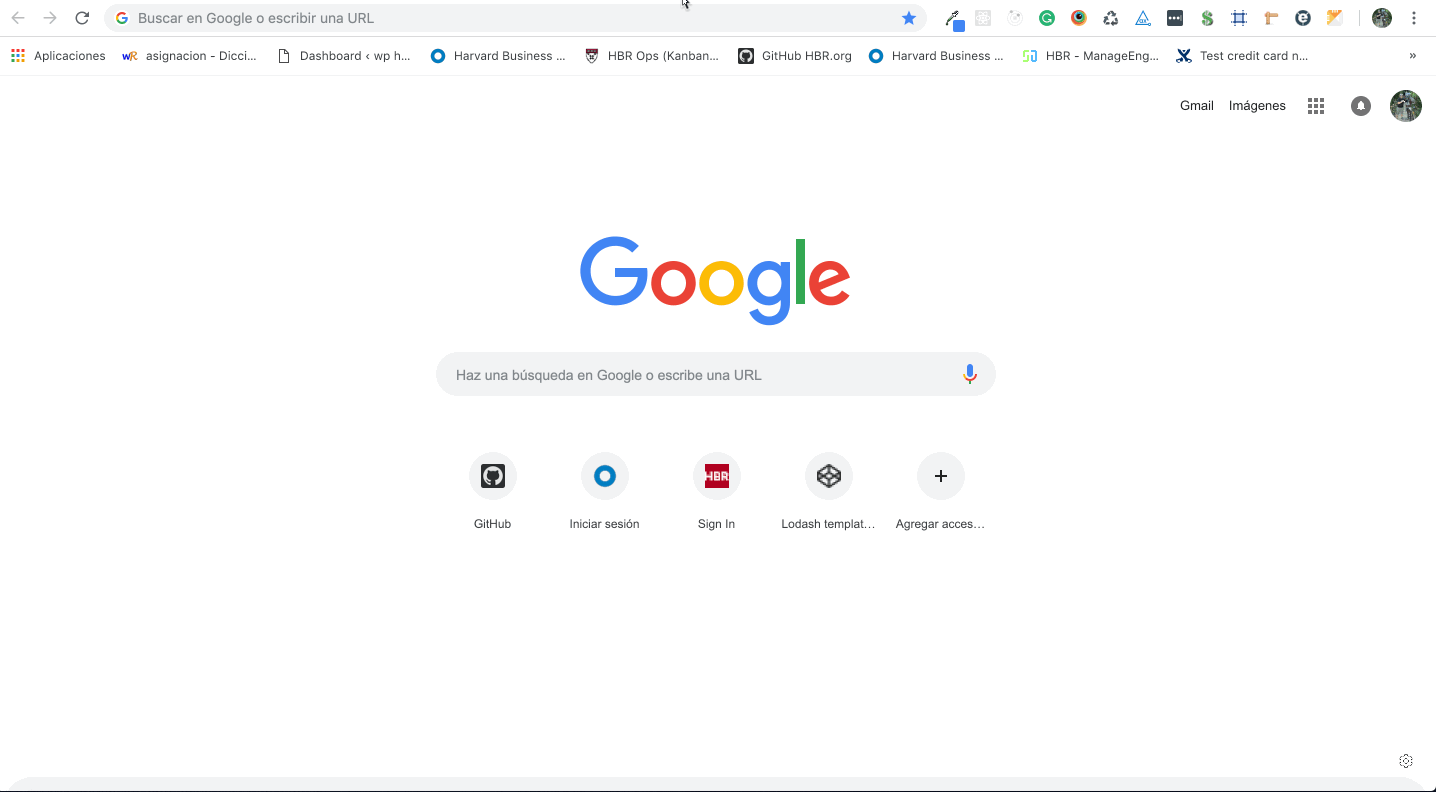 Buscar en Google o escribir una URL
Aplicaciones
asignacion - Dicci...
Dashboard ‹ wp h...
Harvard Business ...
HBR Ops (Kanban...
GitHub HBR.org
Harvard Business ...
HBR - ManageEng...
Test credit card n...
»
Gmail
Imágenes
Google
Haz una búsqueda en Google o escribe una URL
HBR
GitHub
Iniciar sesión
Sign In
Lodash templat...
Agregar acces...